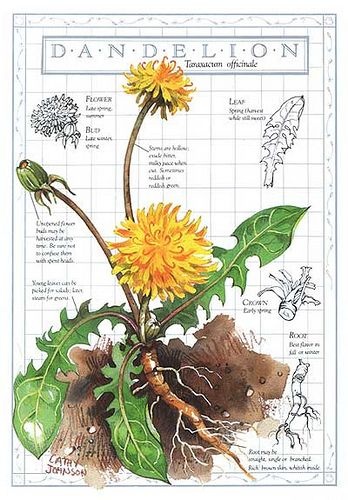 D·A·N·D·E·L·I·O·N
Taraxacum officinale
FLOWER
Late spring,
summer
BUD
Late winter,
spring
LEAF
Spring (harvest
while still sweet)
Stems are hollow;
exude bitter,
milky juice when
cut. Sometimes
reddish or
reddish green.
Unopened flower
buds may be
harvested at any
time. Be sure not
to confuse them
with spent heads.
Young leaves can be
picked for salads; later,
steam for greens.
CROWN
Early spring
ROOT
Best flavor in
fall or winter
Root may be
straight, single or branched.
Rich brown skin, whitish inside.
CATHY
JOHNSON